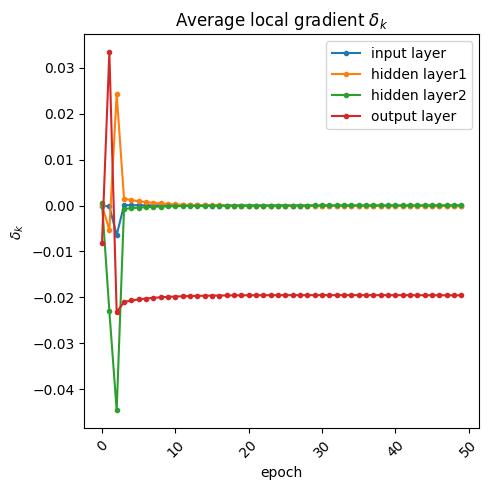 Average local gradient δₖ
input layer
hidden layer1
hidden layer2
output layer
0.03
0.02
0.01
0.00
−0.01
−0.02
−0.03
−0.04
δₖ
0
10
20
30
40
50
epoch